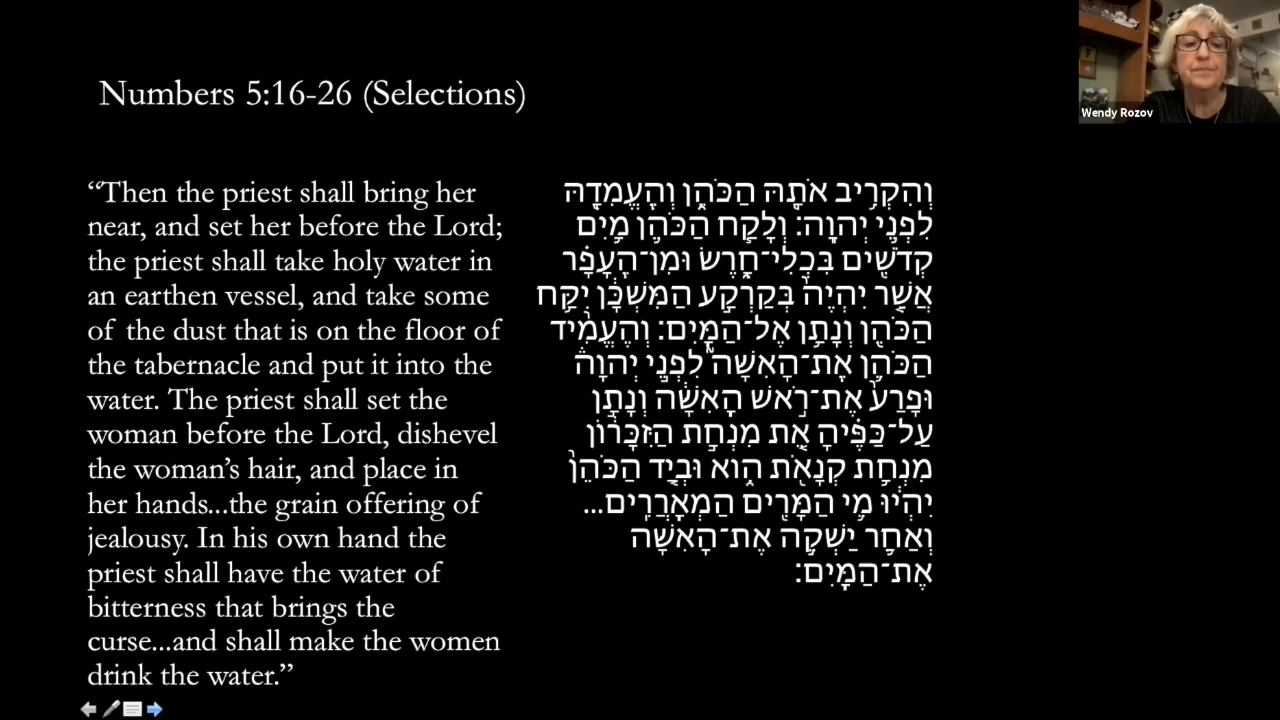 Numbers 5:16-26 (Selections)
Wendy Rozov
“Then the priest shall bring her
near, and set her before the Lord;
the priest shall take holy water in
an earthen vessel, and take some
of the dust that is on the floor of
the tabernacle and put it into the
water. The priest shall set the
woman before the Lord, dishevel
the woman’s hair, and place in
her hands...the grain offering of
jealousy. In his own hand the
priest shall have the water of
bitterness that brings the
curse...and shall make the women
drink the water.”
וְהִקְרִ֥יב אֹתָ֖הּ הַכֹּהֵ֑ן וְהֶֽעֱמִדָ֖הּ
לִפְנֵ֥י יְהוָֽה׃ וְלָקַ֧ח הַכֹּהֵ֛ן מַ֥יִם
קְדֹשִׁ֖ים בִּכְלִי־חָ֑רֶשׂ וּמִן־הֶֽעָפָ֗ר
אֲשֶׁ֤ר יִהְיֶה֙ בְּקַרְקַ֣ע הַמִּשְׁכָּ֔ן יִקַּ֥ח
הַכֹּהֵ֖ן וְנָתַ֥ן אֶל־הַמָּֽיִם׃ וְהֶעֱמִ֨יד
הַכֹּהֵ֥ן אֶֽת־הָאִשָּׁה֮ לִפְנֵ֣י יְהוָה֒
וּפָרַע֙ אֶת־רֹ֣אשׁ הָֽאִשָּׁ֔ה וְנָתַ֣ן
עַל־כַּפֶּ֗יהָ אֵ֚ת מִנְחַ֣ת הַזִּכָּר֔וֹן
מִנְחַ֥ת קְנָאֹ֖ת הִ֑וא וּבְיַ֤ד הַכֹּהֵן֙
יִהְי֔וּ מֵ֥י הַמָּרִ֖ים הַמְאָֽרֲרִֽים...
וְאַחַ֛ר יַשְׁקֶ֥ה אֶת־הָאִשָּׁ֖ה
אֶת־הַמָּֽיִם׃